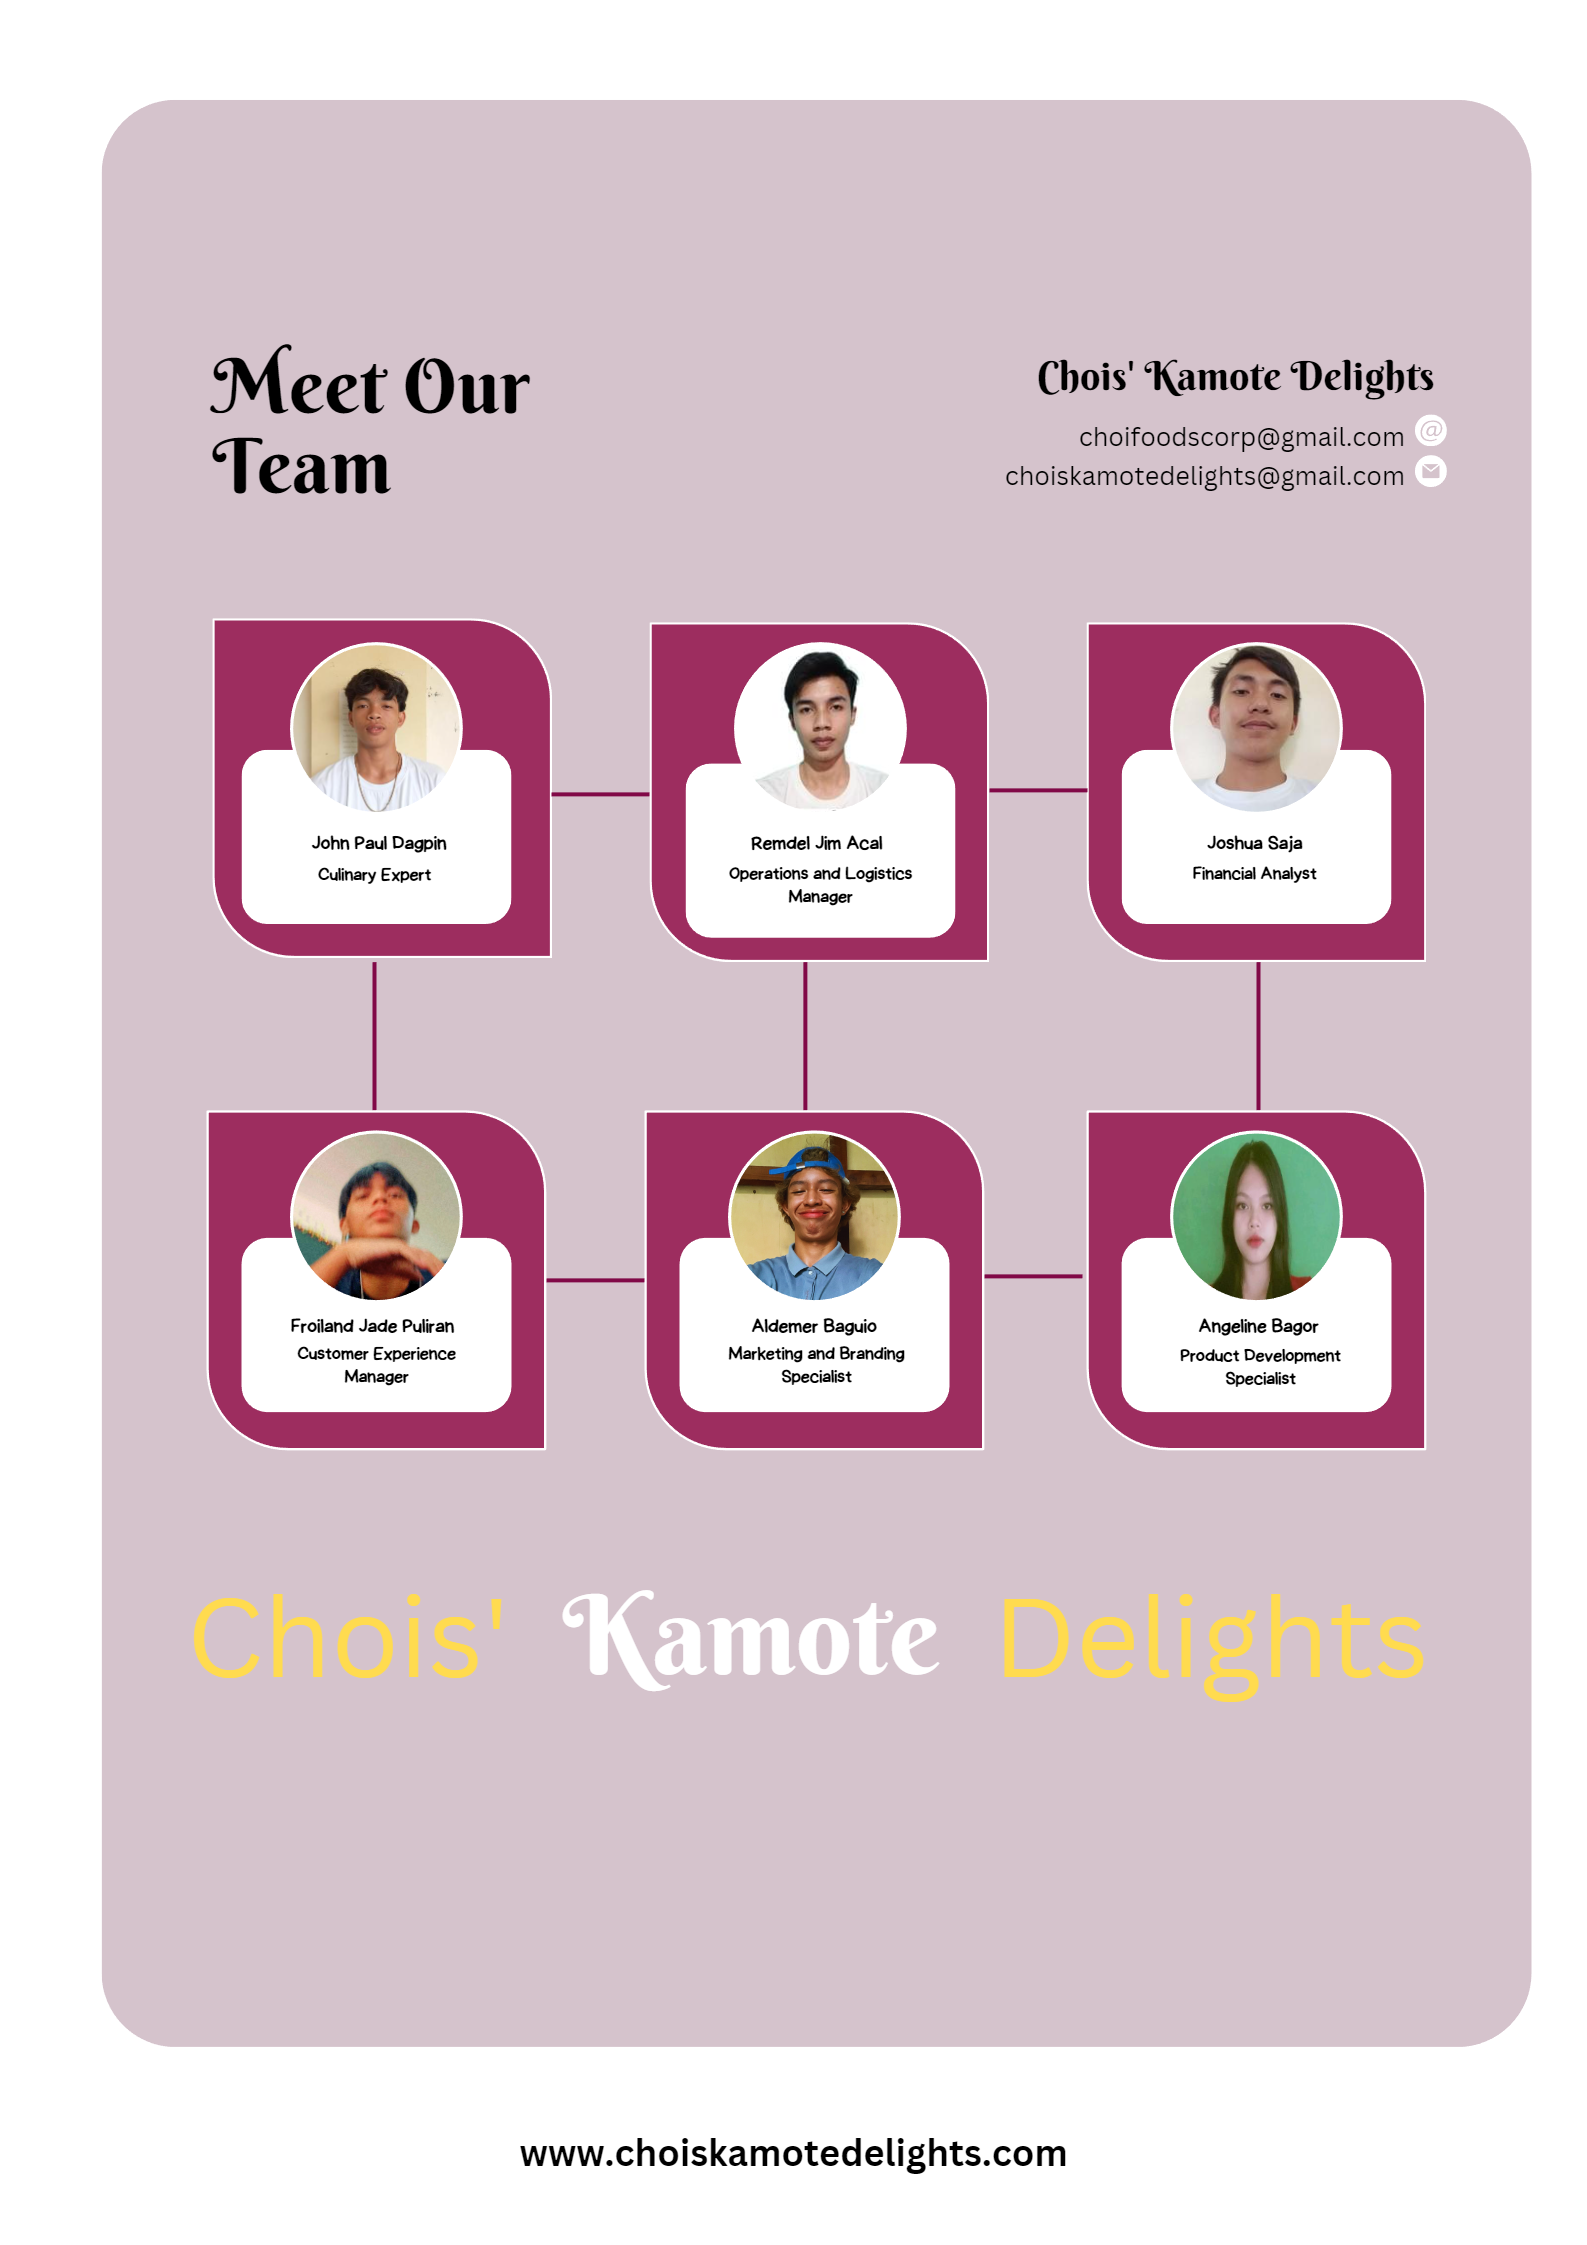 Meet Our
Team
Chois' Kamote Delights
choifoodscorp@gmail.com
@
choiskamotedelights@gmail.com
John Paul Dagpin
Culinary Expert
Remdel Jim Acal
Operations and Logistics
Manager
Joshua Saja
Financial Analyst
Froiland Jade Puliran
Customer Experience
Manager
Aldemer Baguio
Marketing and Branding
Specialist
Angeline Bagor
Product Development
Specialist
Chois' Kamote Delights
www.choiskamotedelights.com